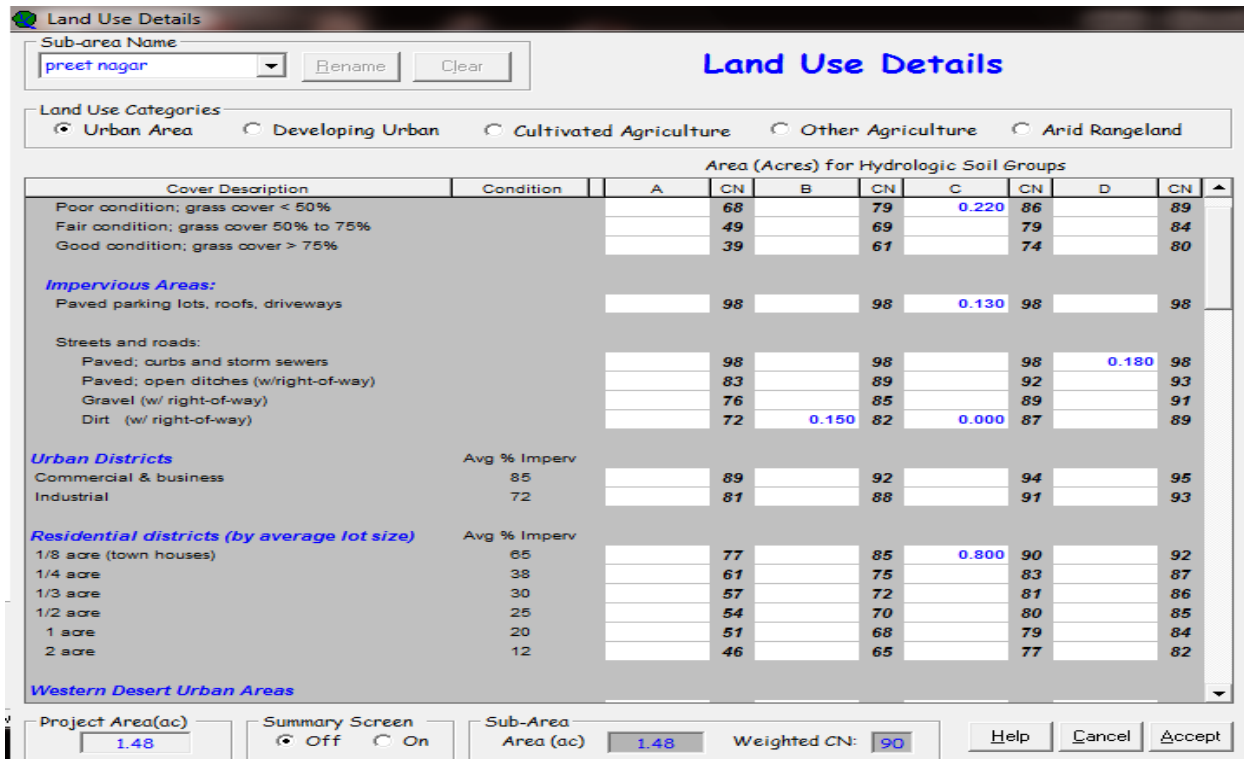 Land Use Details
Sub-area Name
preet nagar Rename Clear
Land Use Details
Land Use Categories
Urban Area Developing Urban Cultivated Agriculture Other Agriculture Arid Rangeland
Area (Acres) for Hydrologic Soil Groups
Cover Description Condition A CN B CN C CN D CN
Poor condition; grass cover < 50% 68 79 0.220 86 89
Fair condition; grass cover 50% to 75% 49 69 79 84
Good condition; grass cover > 75% 39 61 74 80
Impervious Areas:
Paved parking lots, roofs, driveways 98 98 0.130 98 98
Streets and roads:
Paved; curbs and storm sewers 98 98 98 0.180 98
Paved; open ditches (w/right-of-way) 83 89 92 93
Gravel (w/ right-of-way) 76 85 89 91
Dirt (w/ right-of-way) 72 0.150 82 0.000 87 89
Urban Districts Avg % Imperv
Commercial & business 85 89 92 94 95
Industrial 72 81 88 91 93
Residential districts (by average lot size) Avg % Imperv
1/8 acre (town houses) 65 77 85 0.800 90 92
1/4 acre 38 61 75 83 87
1/3 acre 30 57 72 81 86
1/2 acre 25 54 70 80 85
1 acre 20 51 68 79 84
2 acre 12 46 65 77 82
Western Desert Urban Areas
Project Area(ac) Summary Screen Sub-Area
1.48 Off On Area (ac) 1.48 Weighted CN: 90 Help Cancel Accept